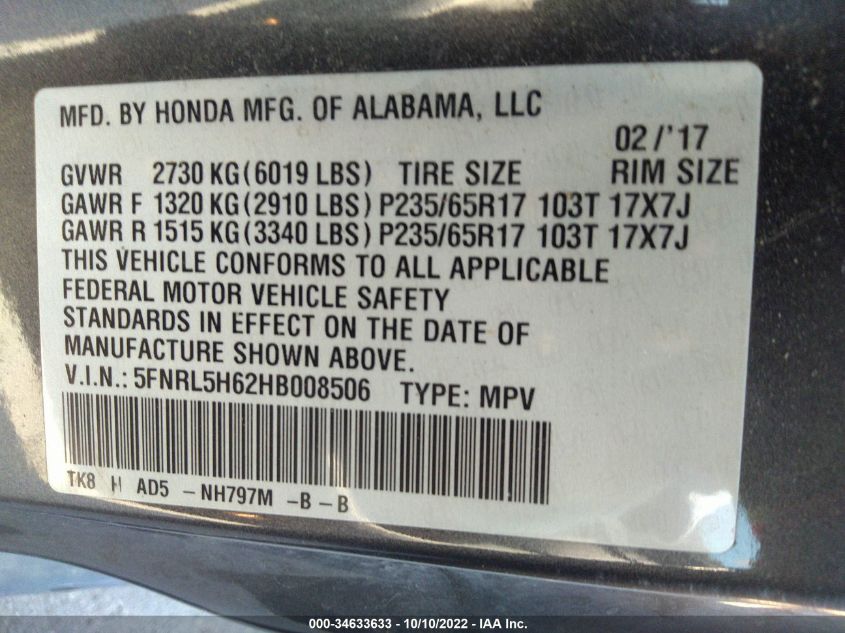 MFD. BY HONDA MFG. OF ALABAMA, LLC
02/'17
GVWR 2730 KG(6019 LBS) TIRE SIZE RIM SIZE
GAWR F 1320 KG(2910 LBS) P235/65R17 103T 17X7J
GAWR R 1515 KG(3340 LBS) P235/65R17 103T 17X7J
THIS VEHICLE CONFORMS TO ALL APPLICABLE
FEDERAL MOTOR VEHICLE SAFETY
STANDARDS IN EFFECT ON THE DATE OF
MANUFACTURE SHOWN ABOVE.
V.I.N.: 5FNRL5H62HB008506 TYPE: MPV
TK8 H AD5 -NH797M -B-B
000-34633633 - 10/10/2022 - IAA Inc.